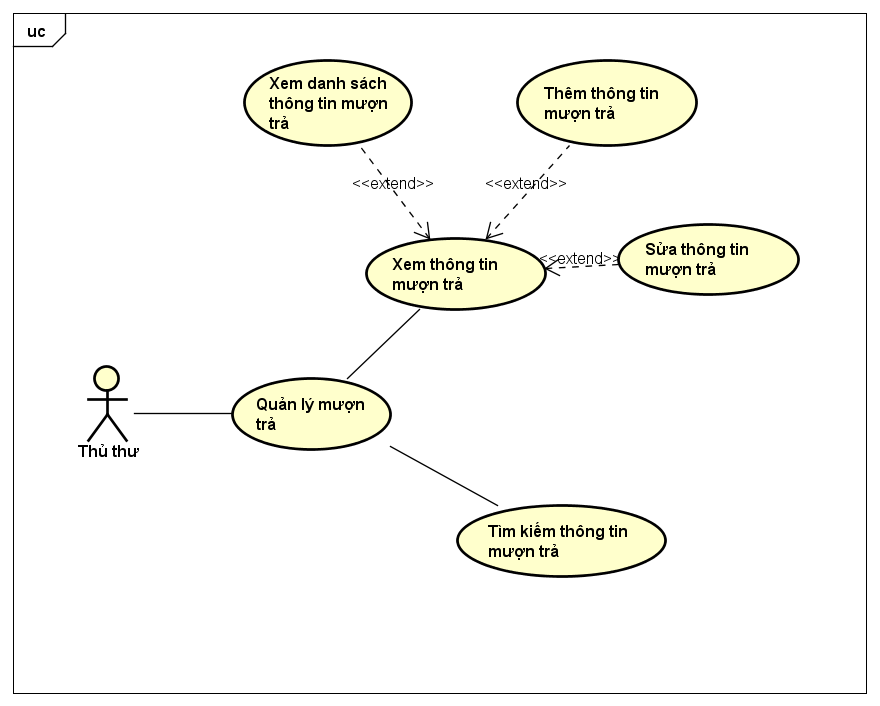 uc
Xem danh sách
thông tin mượn
trả
Thêm thông tin
mượn trả
<<extend>>
<<extend>>
Xem thông tin
mượn trả
<<extend>>
Sửa thông tin
mượn trả
Quản lý mượn
trả
Thủ thư
Tìm kiếm thông tin
mượn trả